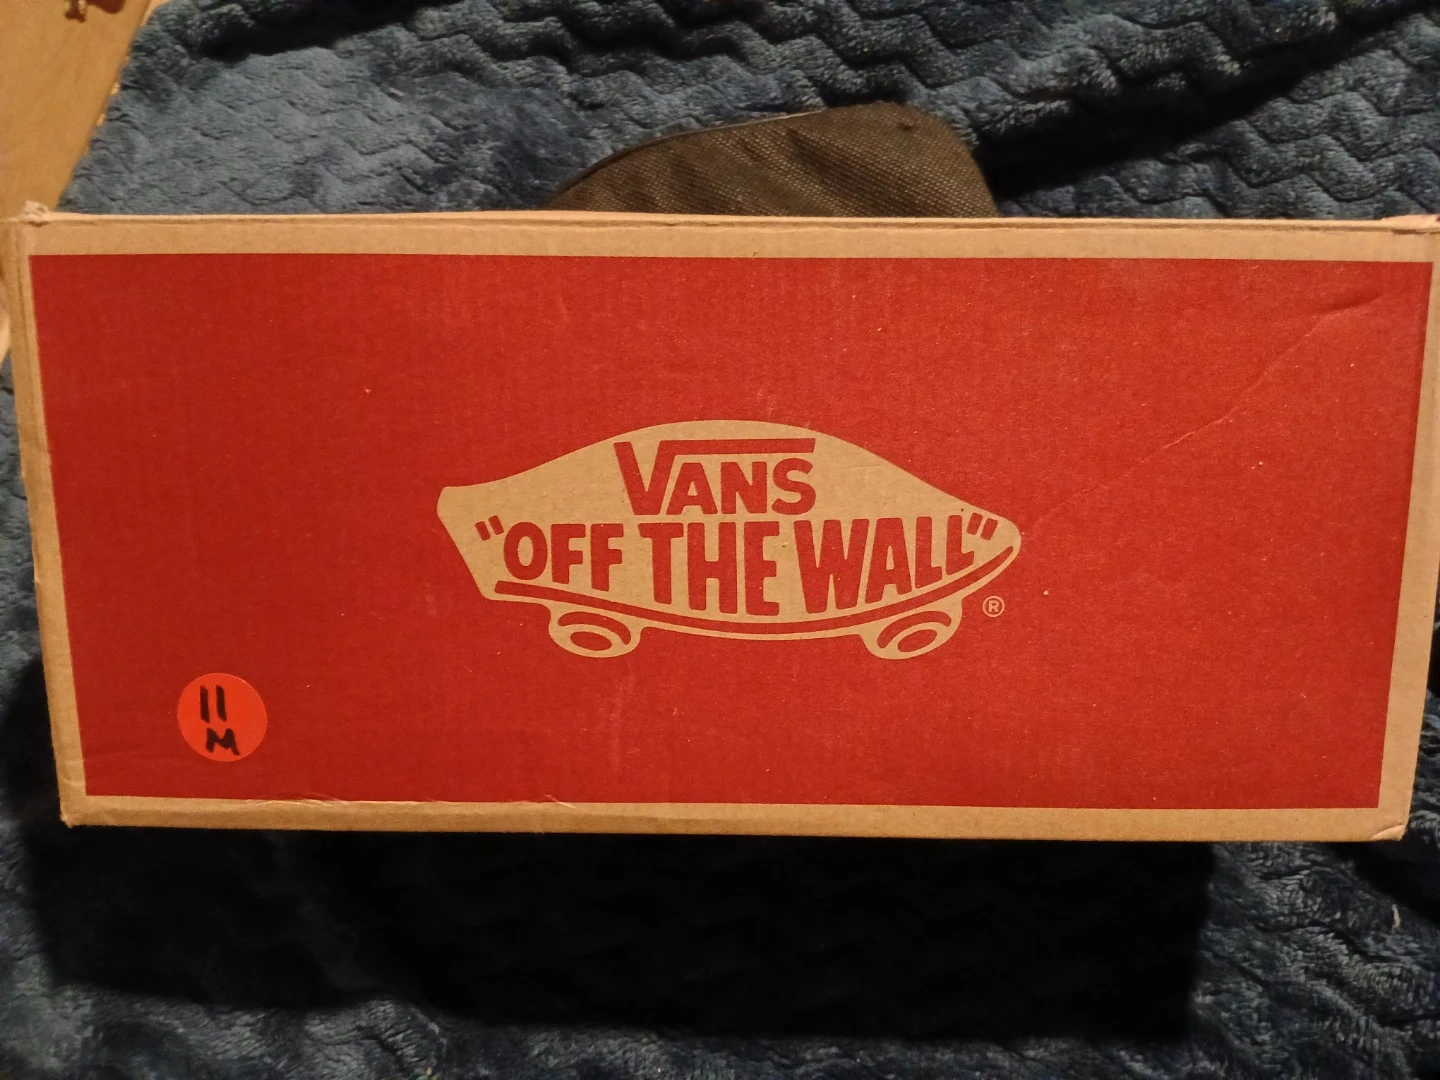 VANS
"OFF THE WALL"
®
11
M